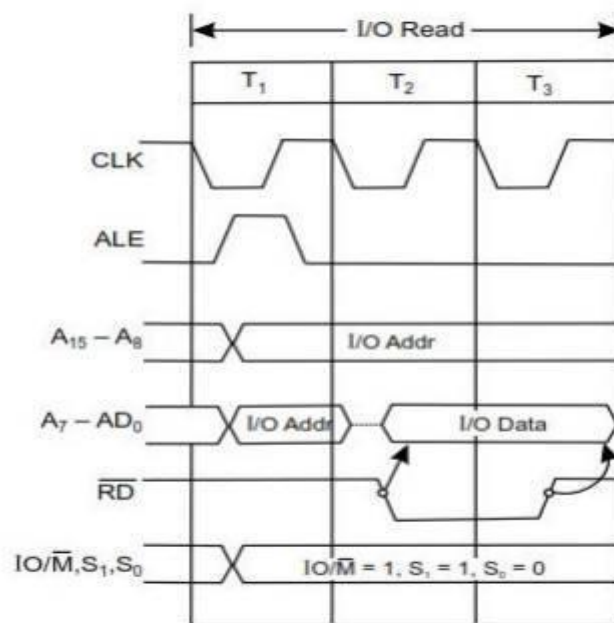 I/O Read
T₁ T₂ T₃
CLK
ALE
A₁₅ – A₈ I/O Addr
A₇ – AD₀ I/O Addr I/O Data
R̅D̅
IO/M̅,S₁,S₀ IO/M̅ = 1, S₁ = 1, S₀ = 0